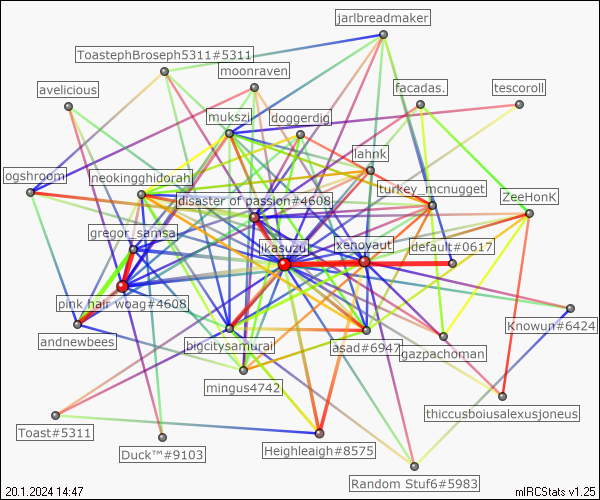 jarlbreadmaker
ToastephBroseph5311#5311
moonraven
avelicious
facadas.
tescoroll
mukszi
doggerdig
lahnk
ogshroom
neokingghidorah
turkey_mcnugget
disaster of passion#4608
ZeeHonK
gregor_samsa
ikasuzu
xenoyaut
default#0617
pink hair woag#4608
Knowun#6424
andnewbees
bigcitysamurai
asad#6947
gazpachoman
mingus4742
thiccusboiusalexusjoneus
Toast#5311
Duck™#9103
Heighleaigh#8575
Random Stuf6#5983
20.1.2024 14:47
mIRCStats v1.25